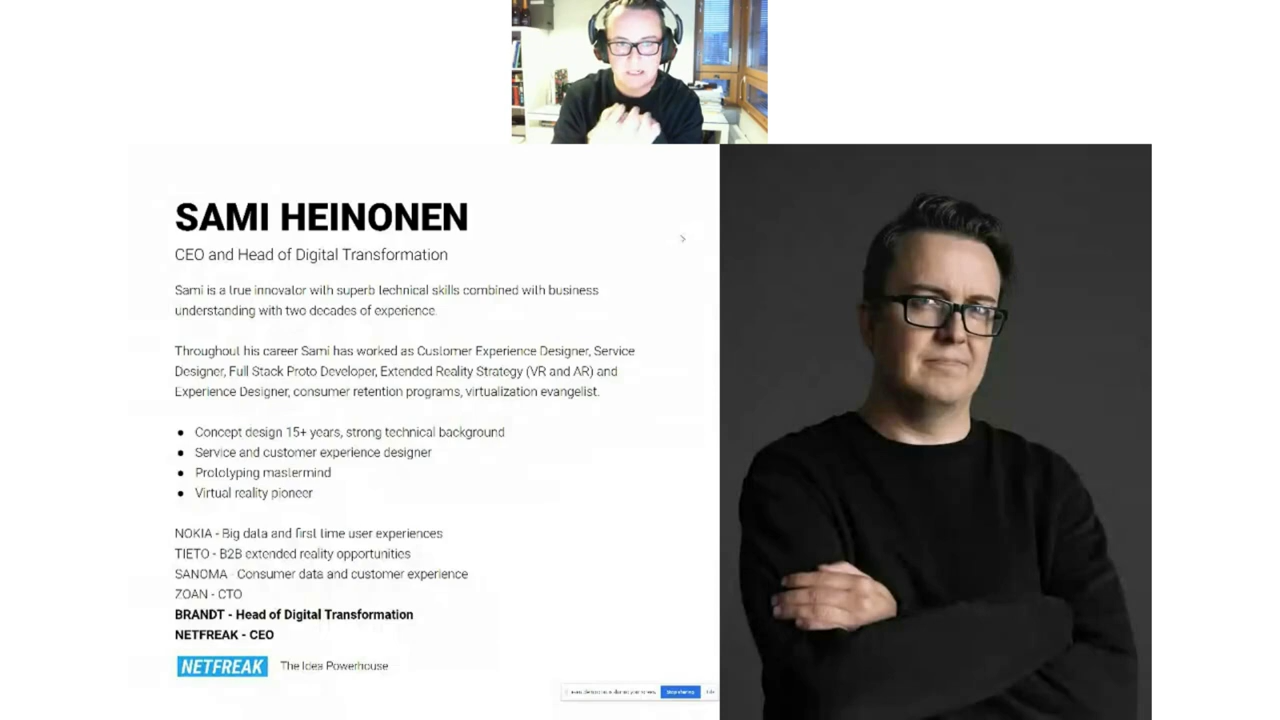 SAMI HEINONEN
CEO and Head of Digital Transformation
Sami is a true innovator with superb technical skills combined with business
understanding with two decades of experience.
Throughout his career Sami has worked as Customer Experience Designer, Service
Designer, Full Stack Proto Developer, Extended Reality Strategy (VR and AR) and
Experience Designer, consumer retention programs, virtualization evangelist.
● Concept design 15+ years, strong technical background
● Service and customer experience designer
● Prototyping mastermind
● Virtual reality pioneer
NOKIA - Big data and first time user experiences
TIETO - B2B extended reality opportunities
SANOMA - Consumer data and customer experience
ZOAN - CTO
BRANDT - Head of Digital Transformation
NETFREAK - CEO
NETFREAK The Idea Powerhouse
Stop sharing